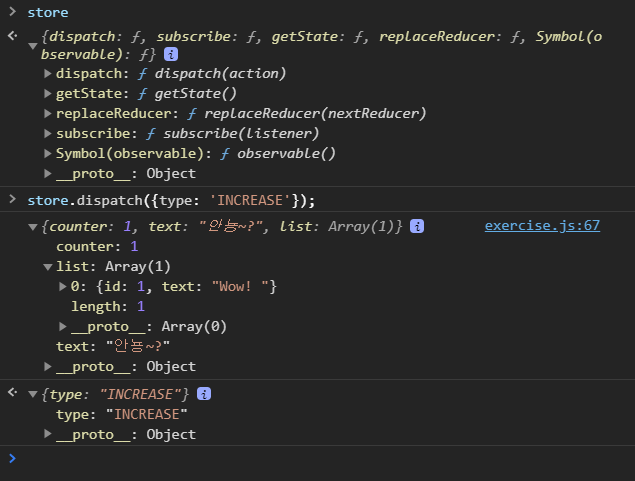 > store
<· {dispatch: ƒ, subscribe: ƒ, getState: ƒ, replaceReducer: ƒ, Symbol(o
bservable): ƒ} i
▶ dispatch: ƒ dispatch(action)
▶ getState: ƒ getState()
▶ replaceReducer: ƒ replaceReducer(nextReducer)
▶ subscribe: ƒ subscribe(listener)
▶ Symbol(observable): ƒ observable()
▶ __proto__: Object
> store.dispatch({type: 'INCREASE'});
▼ {counter: 1, text: "안뇽~?", list: Array(1)} i exercise.js:67
counter: 1
▼ list: Array(1)
▶ 0: {id: 1, text: "Wow! "}
length: 1
▶ __proto__: Array(0)
text: "안뇽~?"
▶ __proto__: Object
<· ▼ {type: "INCREASE"} i
type: "INCREASE"
▶ __proto__: Object
>